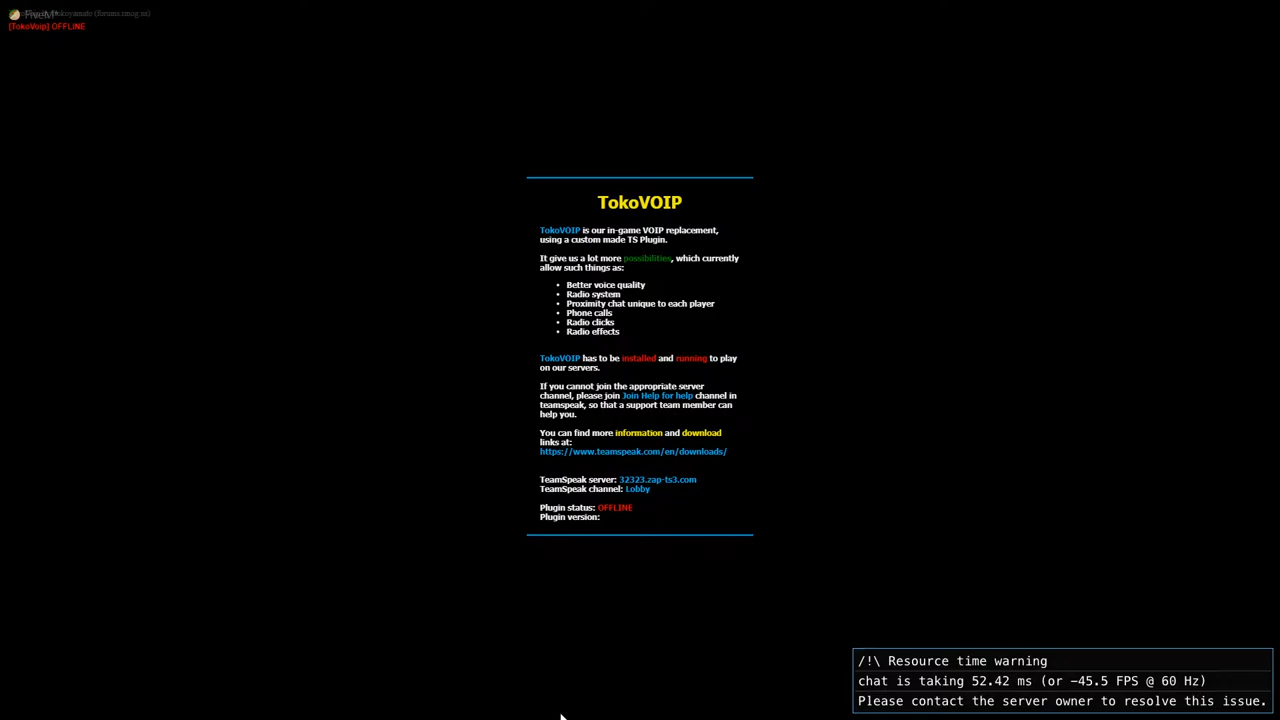 FiveM*
[TokoVoip] OFFLINE
TokoVOIP
TokoVOIP is our in-game VOIP replacement,
using a custom made TS Plugin.
It give us a lot more possibilities, which currently
allow such things as:
• Better voice quality
• Radio system
• Proximity chat unique to each player
• Phone calls
• Radio clicks
• Radio effects
TokoVOIP has to be installed and running to play
on our servers.
If you cannot join the appropriate server
channel, please join Join Help for help channel in
teamspeak, so that a support team member can
help you.
You can find more information and download
links at:
https://www.teamspeak.com/en/downloads/
TeamSpeak server: 32323.zap-ts3.com
TeamSpeak channel: Lobby
Plugin status: OFFLINE
Plugin version:
/!\ Resource time warning
chat is taking 52.42 ms (or -45.5 FPS @ 60 Hz)
Please contact the server owner to resolve this issue.